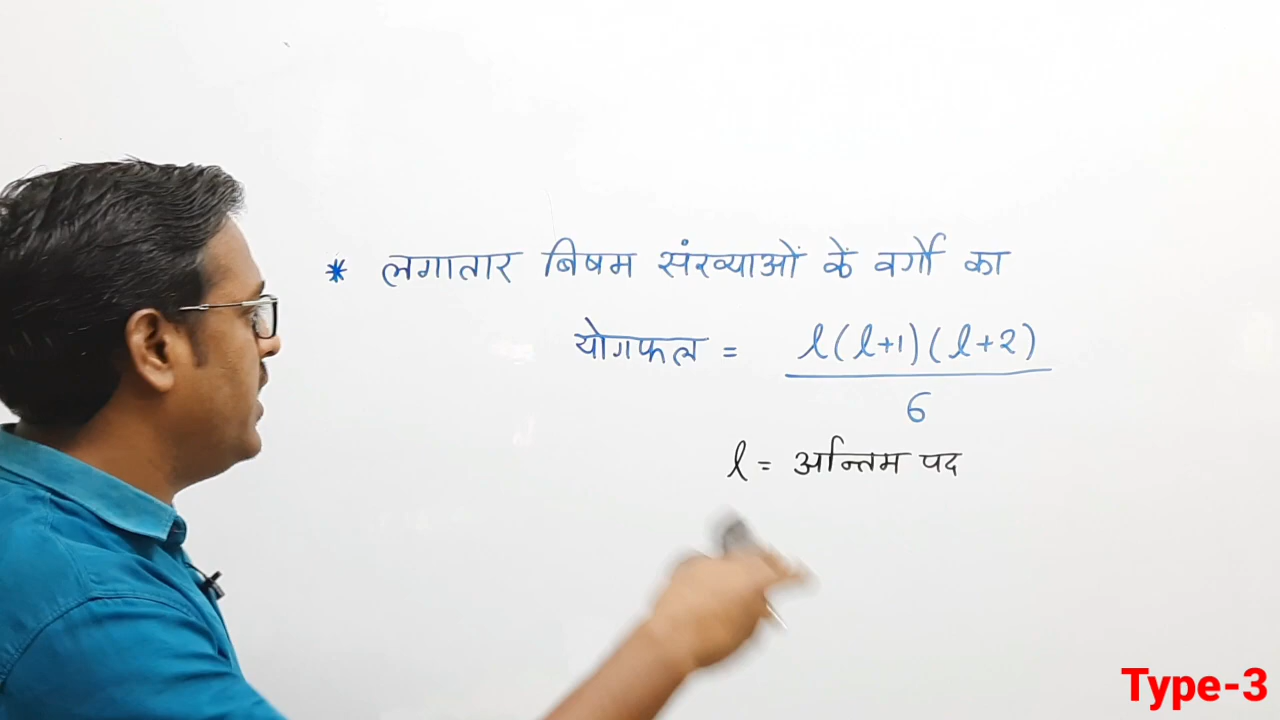 * लगातार बिषम संख्याओं कें वर्गों का
योगफल = l(l+1)(l+2)
6
l = अन्तिम पद
Type-3